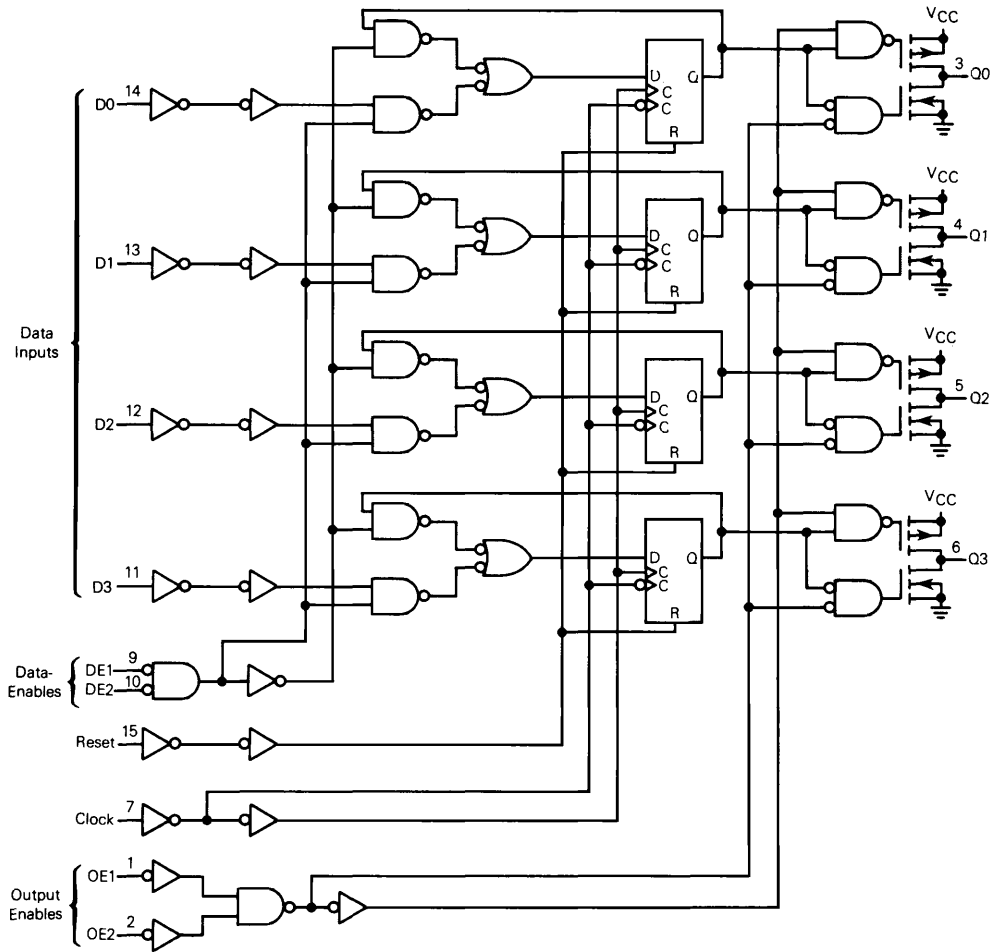 VCC
D Q
C
C
R
3 Q0
14
D0
VCC
D Q
C
C
R
4
Q1
13
D1
Data
Inputs
VCC
D Q
C
C
R
5
Q2
12
D2
VCC
D Q
C
C
R
6
Q3
11
D3
Data-
Enables
9
DE1
10
DE2
15
Reset
7
Clock
Output
Enables
1
OE1
2
OE2